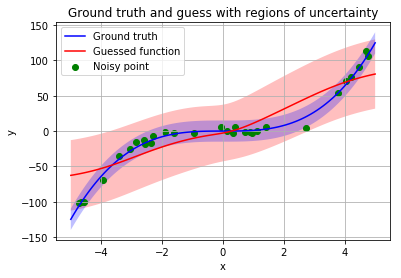 Ground truth and guess with regions of uncertainty
Ground truth
Guessed function
Noisy point
150
100
50
0
−50
−100
−150
y
−4
−2
0
2
4
x